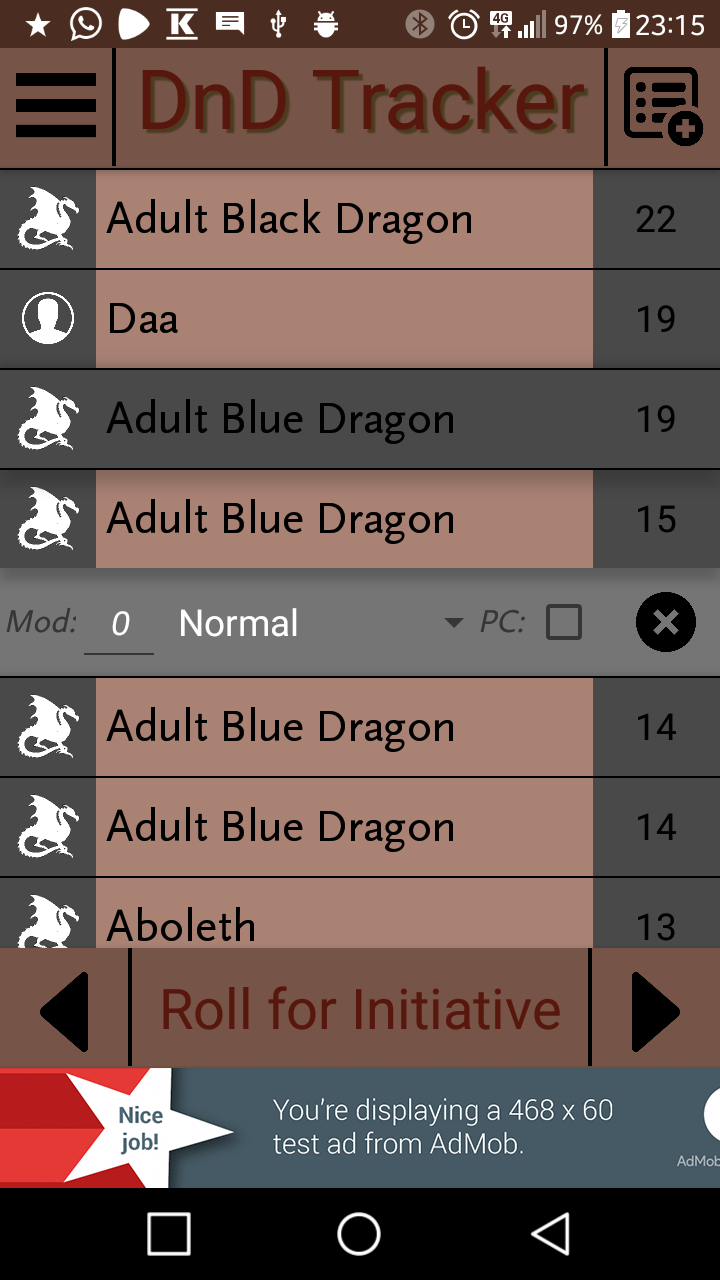 4G 97% 23:15
DnD Tracker
Adult Black Dragon 22
Daa 19
Adult Blue Dragon 19
Adult Blue Dragon 15
Mod: 0 Normal PC:
Adult Blue Dragon 14
Adult Blue Dragon 14
Aboleth 13
Roll for Initiative
Nice
job!
You're displaying a 468 x 60
test ad from AdMob.
AdMob